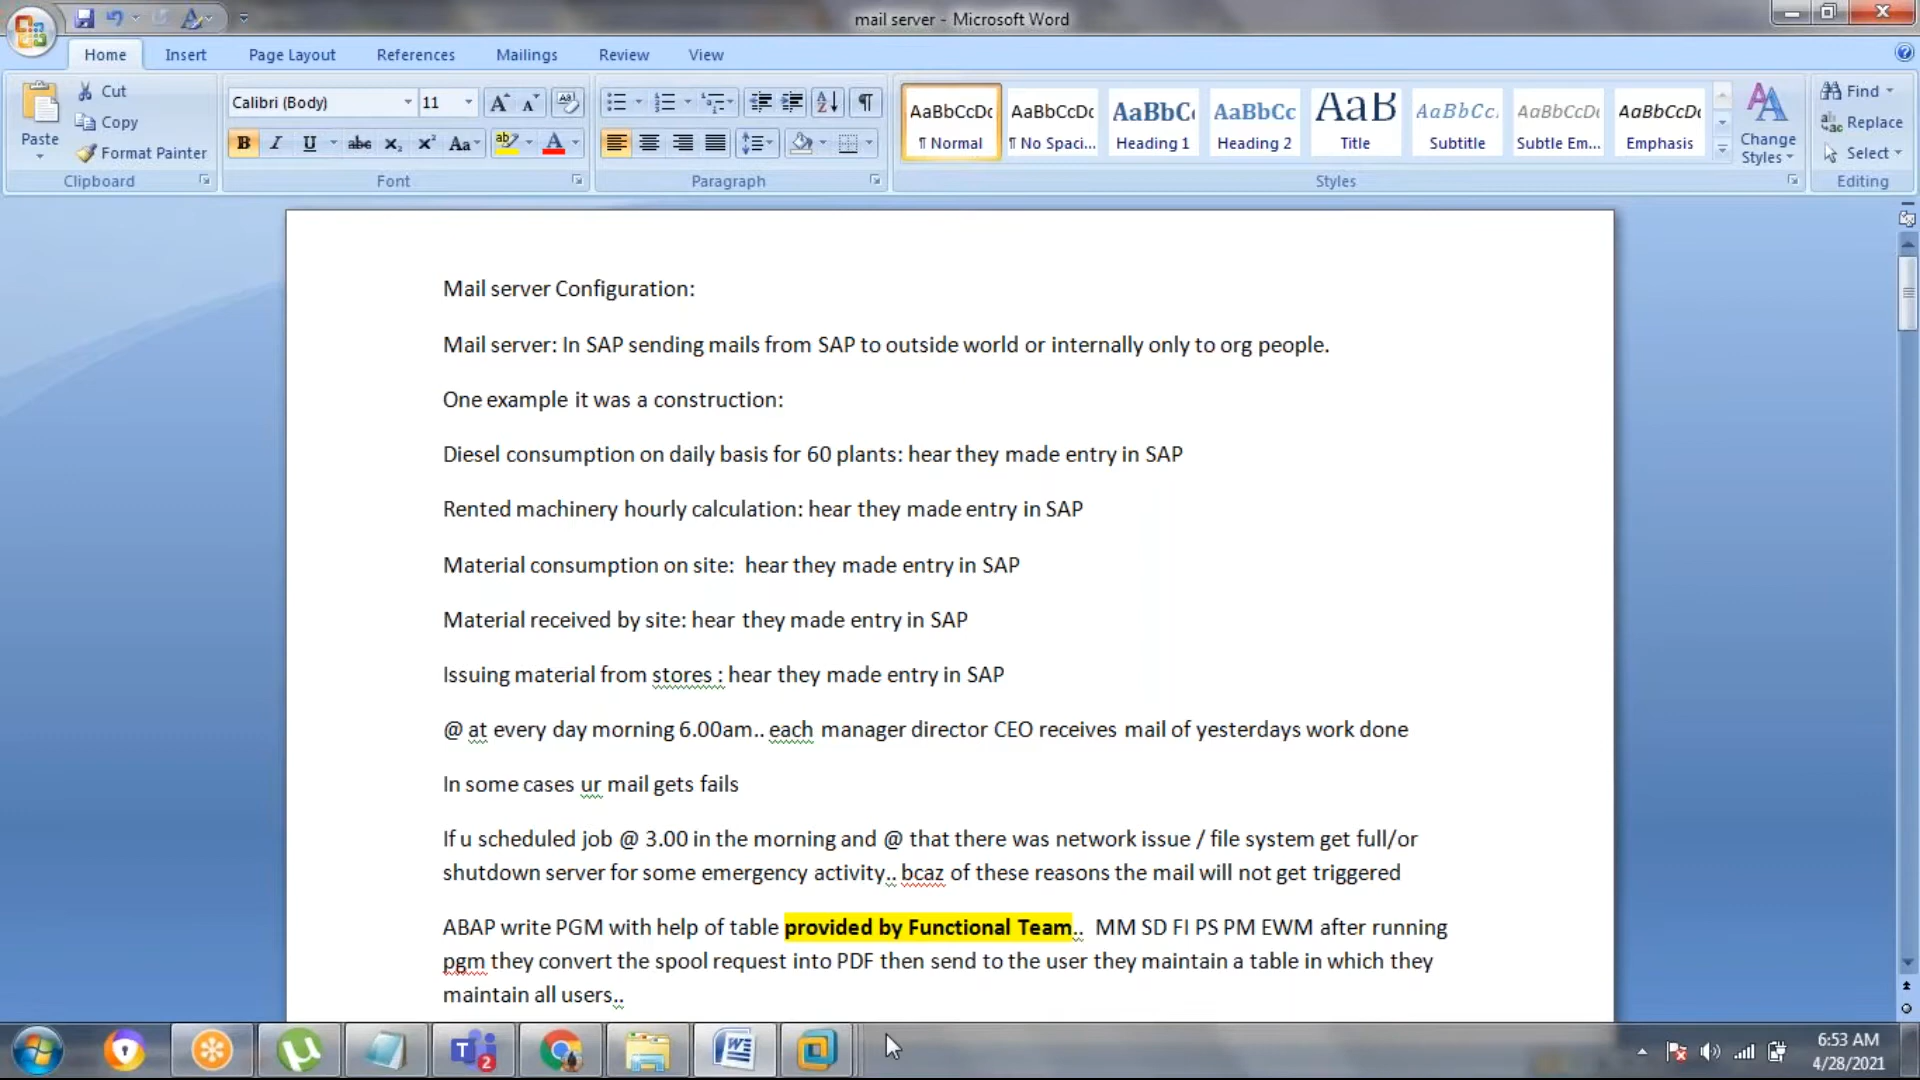 mail server - Microsoft Word
Home Insert Page Layout References Mailings Review View
Paste
Cut
Copy
Format Painter
Clipboard
Calibri (Body) 11
Font
Paragraph
AaBbCcDc AaBbCcDc AaBbC AaBbCc AaB AaBbCc. AaBbCcDc AaBbCcDc
¶ Normal ¶ No Spaci... Heading 1 Heading 2 Title Subtitle Subtle Em... Emphasis
Change
Styles
Styles
Find
Replace
Select
Editing
Mail server Configuration:
Mail server: In SAP sending mails from SAP to outside world or internally only to org people.
One example it was a construction:
Diesel consumption on daily basis for 60 plants: hear they made entry in SAP
Rented machinery hourly calculation: hear they made entry in SAP
Material consumption on site:  hear they made entry in SAP
Material received by site: hear they made entry in SAP
Issuing material from stores : hear they made entry in SAP
@ at every day morning 6.00am.. each manager director CEO receives mail of yesterdays work done
In some cases ur mail gets fails
If u scheduled job @ 3.00 in the morning and @ that there was network issue / file system get full/or
shutdown server for some emergency activity.. bcaz of these reasons the mail will not get triggered
ABAP write PGM with help of table provided by Functional Team..  MM SD FI PS PM EWM after running
pgm they convert the spool request into PDF then send to the user they maintain a table in which they
maintain all users..
6:53 AM
4/28/2021